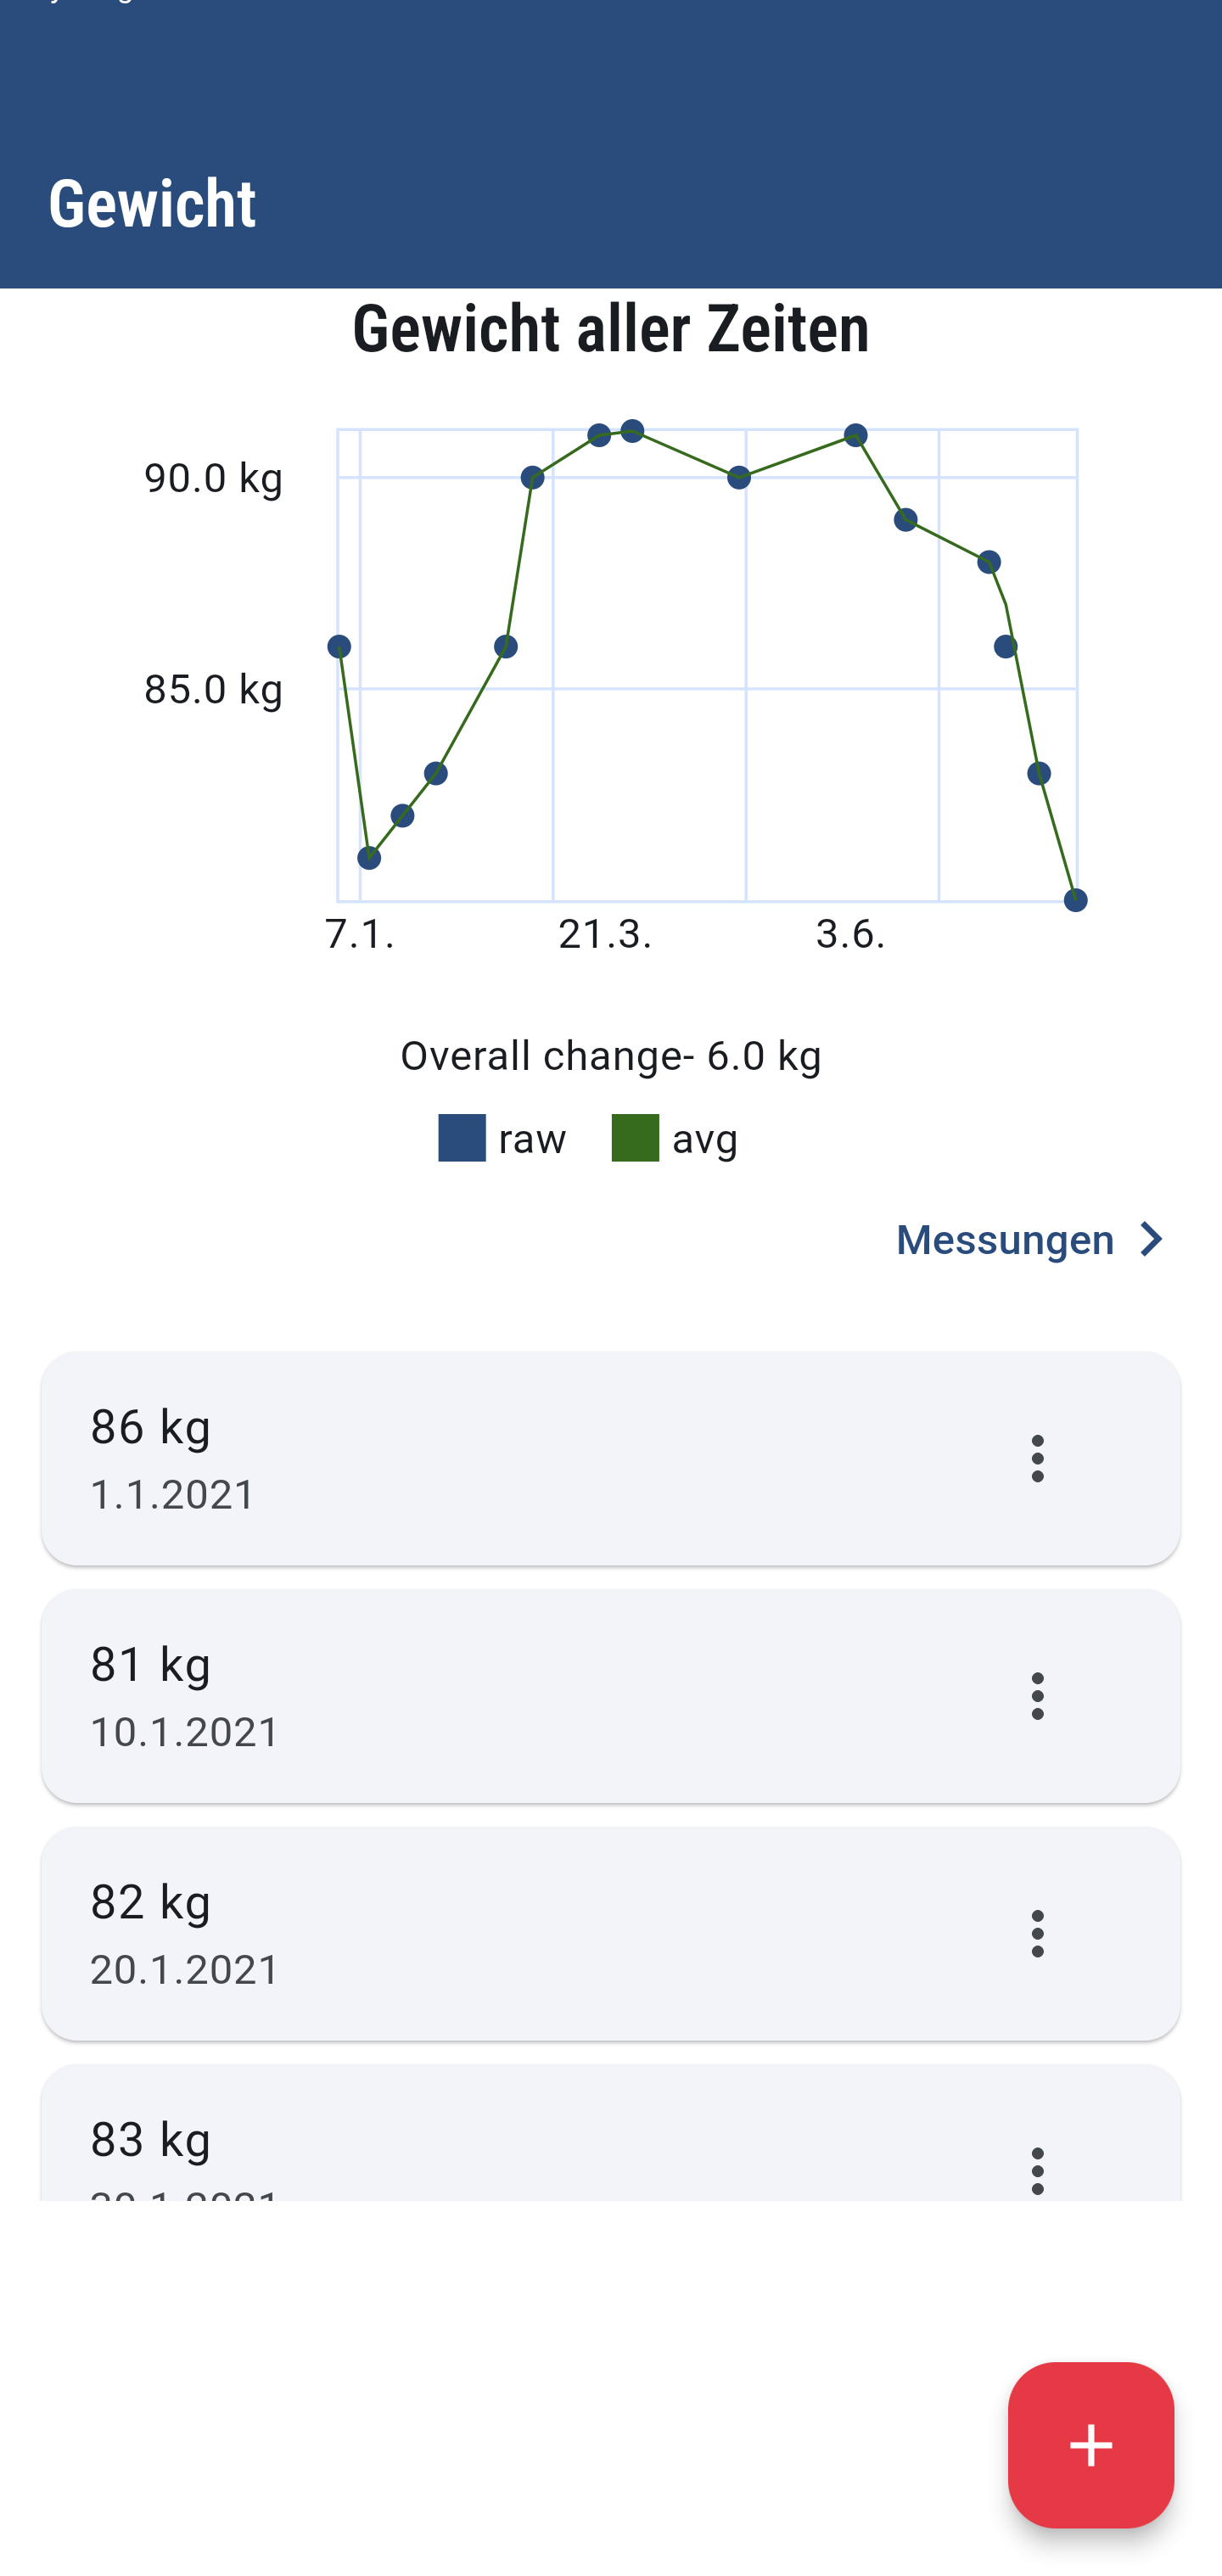 Gewicht
Gewicht aller Zeiten
90.0 kg
85.0 kg
7.1. 21.3. 3.6.
Overall change- 6.0 kg
raw avg
Messungen
86 kg
1.1.2021
81 kg
10.1.2021
82 kg
20.1.2021
83 kg